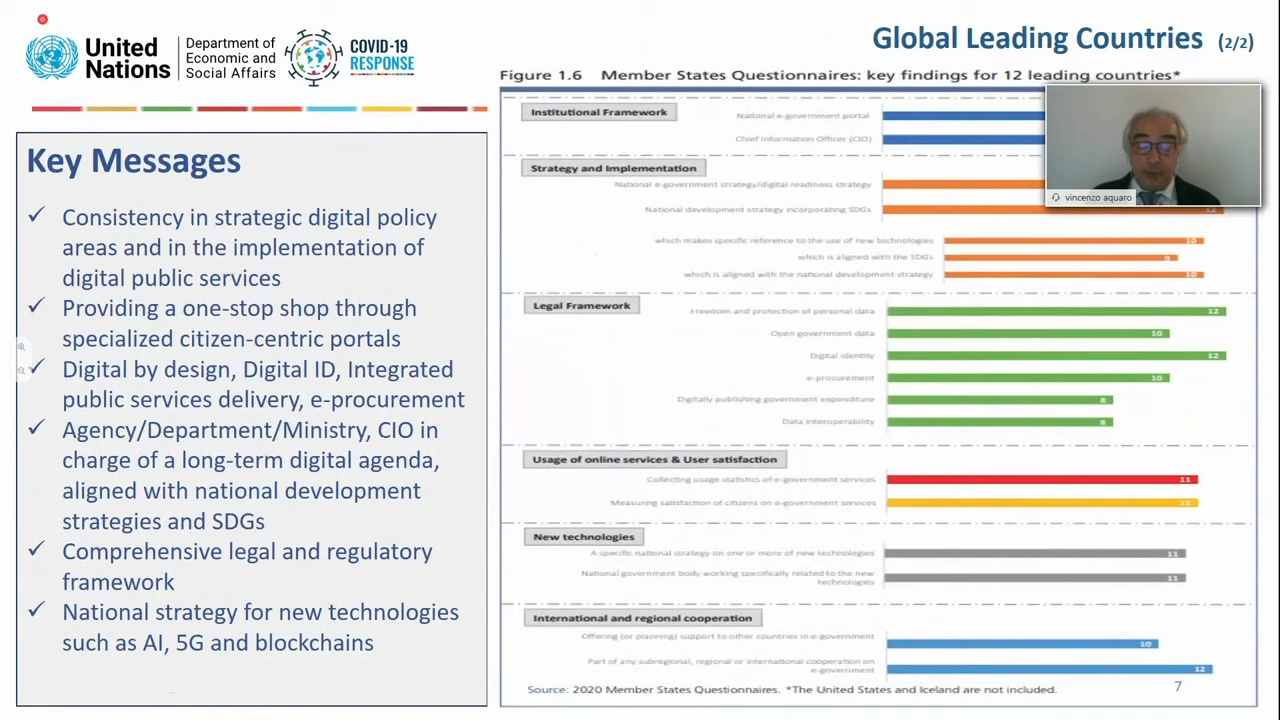 United
Nations
Department of
Economic and
Social Affairs
COVID-19
RESPONSE
Global Leading Countries (2/2)
Key Messages
✓ Consistency in strategic digital policy
areas and in the implementation of
digital public services
✓ Providing a one-stop shop through
specialized citizen-centric portals
✓ Digital by design, Digital ID, Integrated
public services delivery, e-procurement
✓ Agency/Department/Ministry, CIO in
charge of a long-term digital agenda,
aligned with national development
strategies and SDGs
✓ Comprehensive legal and regulatory
framework
✓ National strategy for new technologies
such as AI, 5G and blockchains
Figure 1.6 Member States Questionnaires: key findings for 12 leading countries*
Institutional Framework
National e-government portal
Chief Information Officer (CIO)
Strategy and Implementation
National e-government strategy/digital readiness strategy
National development strategy incorporating SDGs 12
which makes specific reference to the use of new technologies 10
which is aligned with the SDGs 9
which is aligned with the national development strategy 10
Legal Framework
Freedom and protection of personal data 12
Open government data 10
Digital identity 12
e-procurement 10
Digitally publishing government expenditure 8
Data interoperability 8
Usage of online services & User satisfaction
Collecting usage statistics of e-government services 11
Measuring satisfaction of citizens on e-government services 11
New technologies
A specific national strategy on one or more of new technologies 11
National government body working specifically related to the new
technologies 11
International and regional cooperation
Offering (or planning) support to other countries in e-government 10
Part of any subregional, regional or international cooperation on
e-government 12
Source: 2020 Member States Questionnaires. *The United States and Iceland are not included.
7
vincenzo aquaro